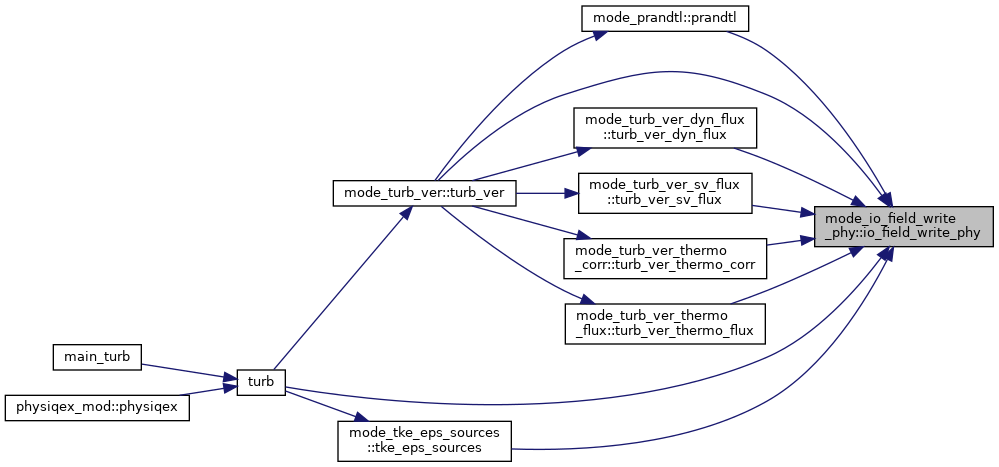 mode_prandtl::prandtl
mode_turb_ver_dyn_flux
::turb_ver_dyn_flux
mode_turb_ver::turb_ver
mode_turb_ver_sv_flux
::turb_ver_sv_flux
mode_io_field_write
_phy::io_field_write_phy
mode_turb_ver_thermo
_corr::turb_ver_thermo_corr
mode_turb_ver_thermo
_flux::turb_ver_thermo_flux
main_turb
turb
physiqex_mod::physiqex
mode_tke_eps_sources
::tke_eps_sources